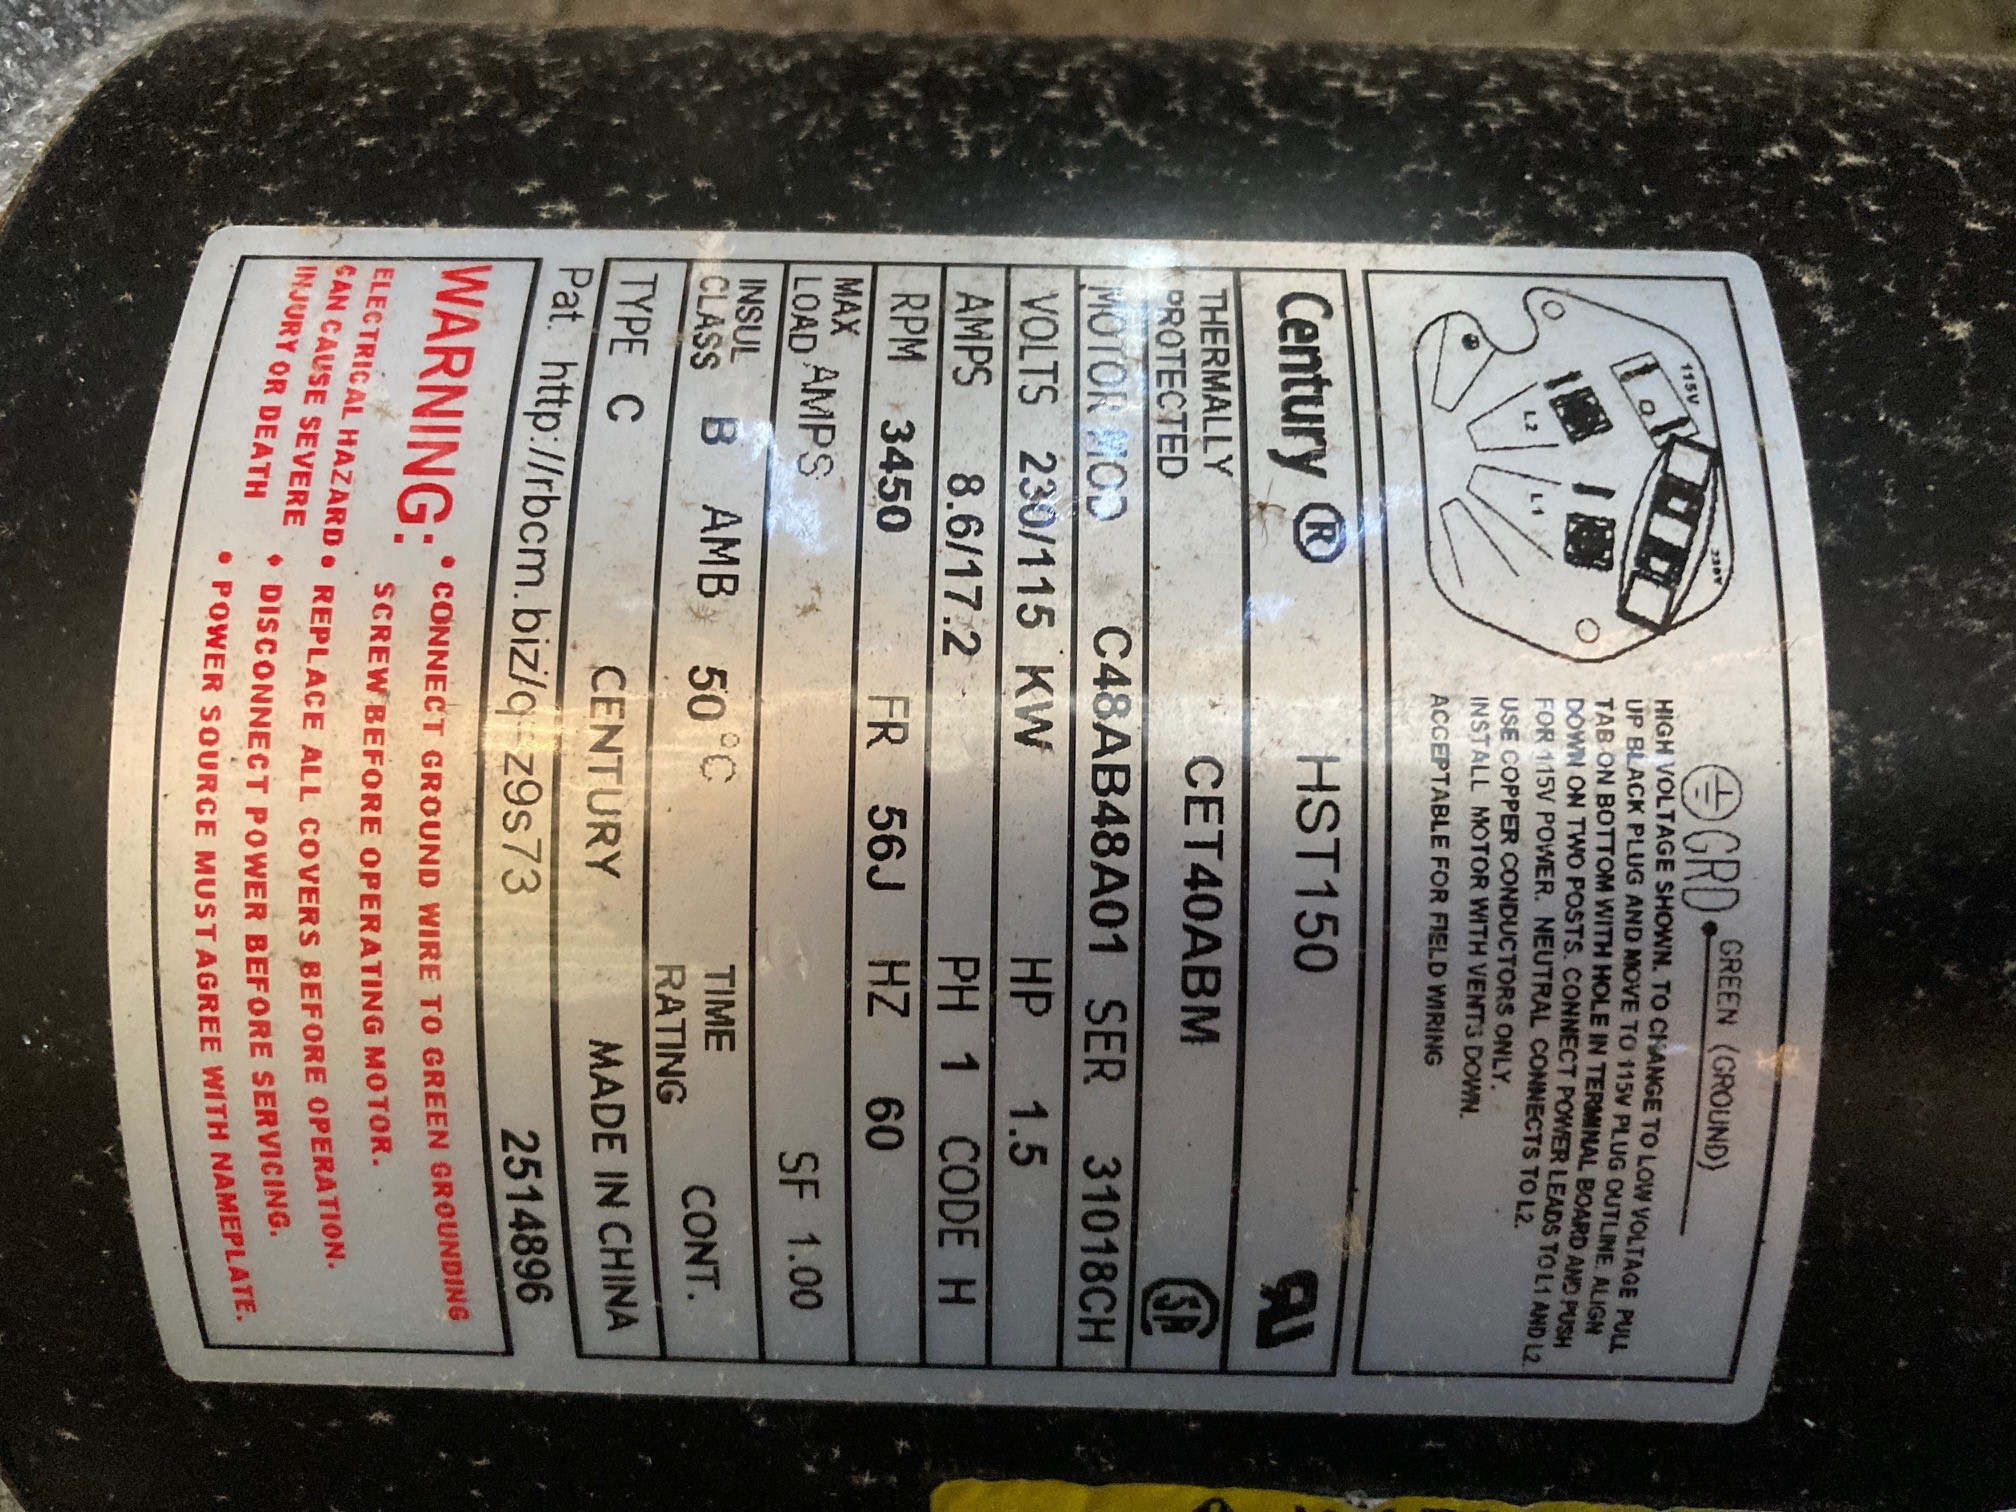 GRD
GREEN (GROUND)
115V
L2
L1
HIGH VOLTAGE SHOWN. TO CHANGE TO LOW VOLTAGE PULL
UP BLACK PLUG AND MOVE TO 115V PLUG OUTLINE. ALIGN
TAB ON BOTTOM WITH HOLE IN TERMINAL BOARD AND PUSH
DOWN ON TWO POSTS. CONNECT POWER LEADS TO L1 AND L2
FOR 115V POWER. NEUTRAL CONNECTS TO L2.
USE COPPER CONDUCTORS ONLY.
INSTALL MOTOR WITH VENTS DOWN.
ACCEPTABLE FOR FIELD WIRING
Century ® HST150
THERMALLY
PROTECTED CET40ABM
MOTOR MOD C48AB48A01 SER 31018CH
VOLTS 230/115 KW HP 1.5
AMPS 8.6/17.2 PH 1 CODE H
RPM 3450 FR 56J HZ 60
MAX
LOAD AMPS SF 1.00
INSUL
CLASS B AMB 50 °C TIME
RATING CONT.
TYPE C CENTURY MADE IN CHINA
Pat. 2514896
WARNING:
ELECTRICAL HAZARD
CAN CAUSE SEVERE
INJURY OR DEATH
• CONNECT GROUND WIRE TO GREEN GROUNDING
SCREW BEFORE OPERATING MOTOR.
• REPLACE ALL COVERS BEFORE OPERATION.
• DISCONNECT POWER BEFORE SERVICING.
• POWER SOURCE MUST AGREE WITH NAMEPLATE.